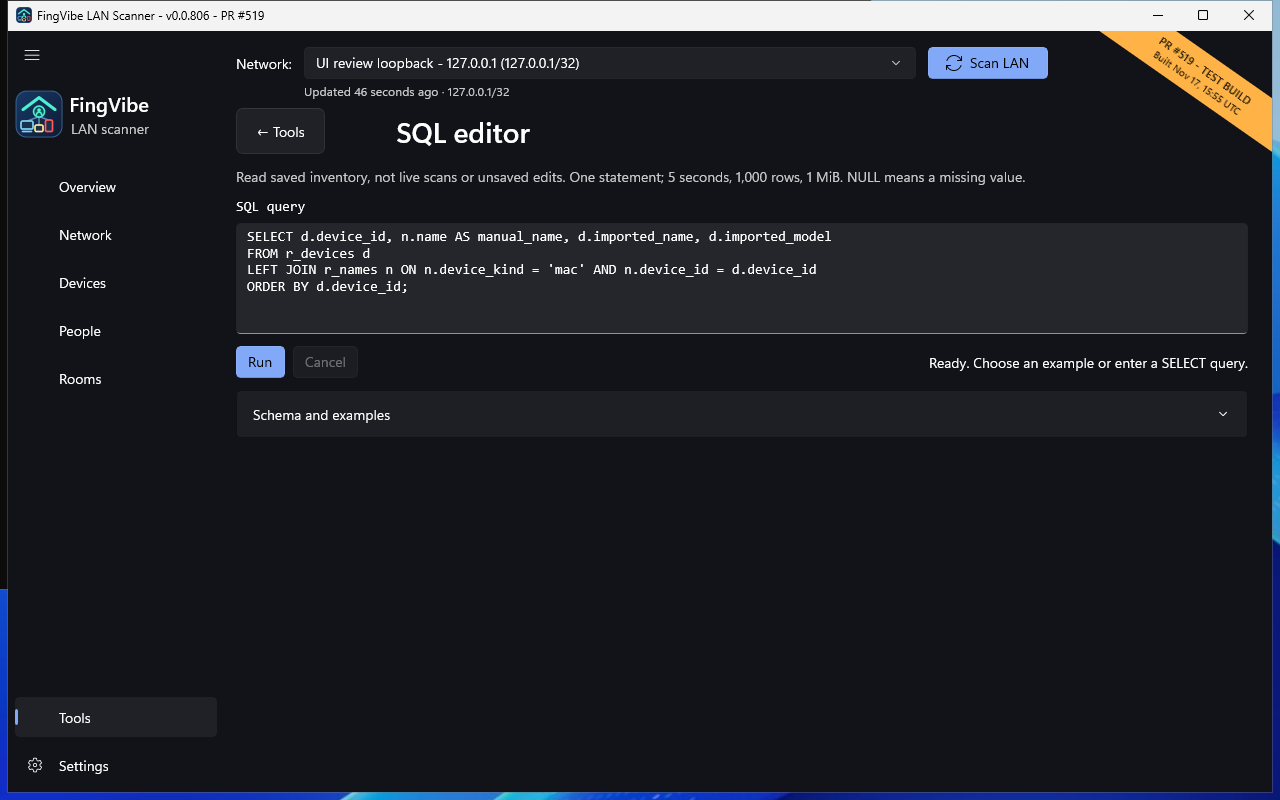 FingVibe LAN Scanner - v0.0.806 - PR #519
Network:
UI review loopback - 127.0.0.1 (127.0.0.1/32)
Scan LAN
PR #519 - TEST BUILD
Built Nov 17, 15:55 UTC
Updated 46 seconds ago · 127.0.0.1/32
FingVibe
LAN scanner
← Tools
SQL editor
Read saved inventory, not live scans or unsaved edits. One statement; 5 seconds, 1,000 rows, 1 MiB. NULL means a missing value.
SQL query
SELECT d.device_id, n.name AS manual_name, d.imported_name, d.imported_model
FROM r_devices d
LEFT JOIN r_names n ON n.device_kind = 'mac' AND n.device_id = d.device_id
ORDER BY d.device_id;
Run
Cancel
Ready. Choose an example or enter a SELECT query.
Schema and examples
Overview
Network
Devices
People
Rooms
Tools
Settings